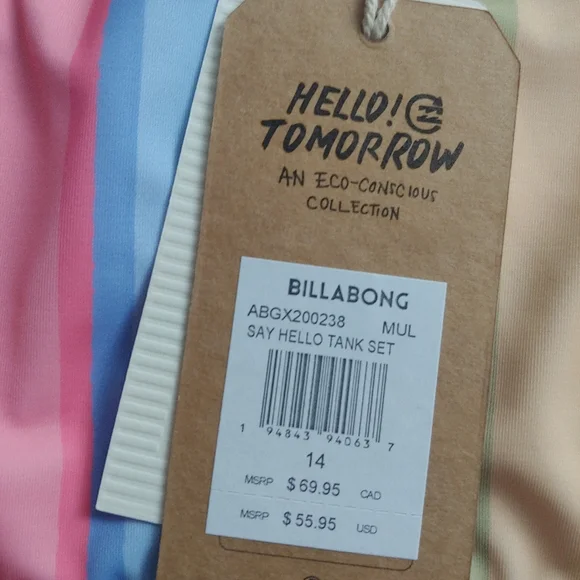 HELLO!
TOMORROW
AN ECO-CONSCIOUS
COLLECTION
BILLABONG
ABGX200238 MUL
SAY HELLO TANK SET
1 94843 94063 7
14
MSRP $69.95 CAD
MSRP $55.95 USD